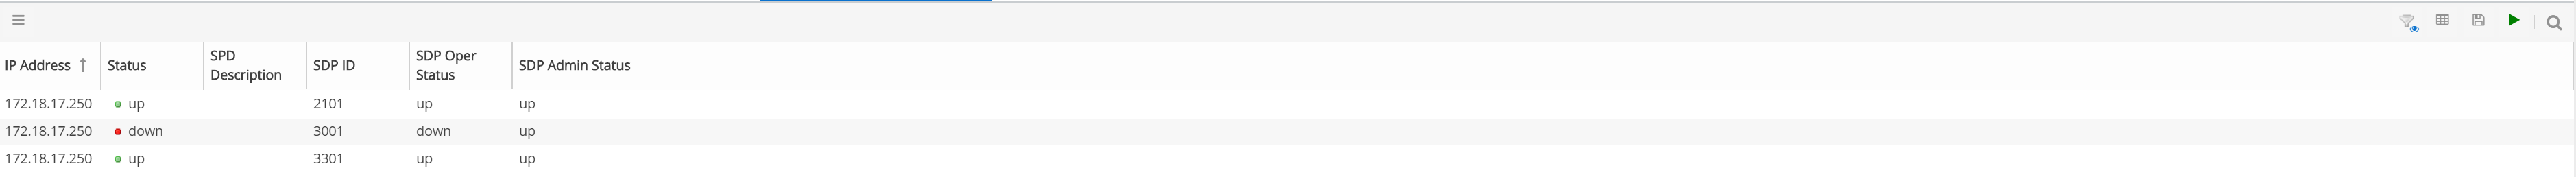 IP Address Status SPD Description SDP ID SDP Oper Status SDP Admin Status
172.18.17.250 up 2101 up up
172.18.17.250 down 3001 down up
172.18.17.250 up 3301 up up